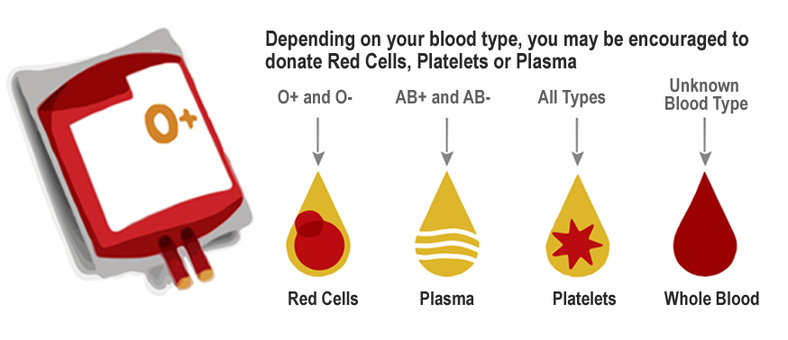 Depending on your blood type, you may be encouraged to
donate Red Cells, Platelets or Plasma
O+
O+ and O-
AB+ and AB-
All Types
Unknown
Blood Type
Red Cells
Plasma
Platelets
Whole Blood